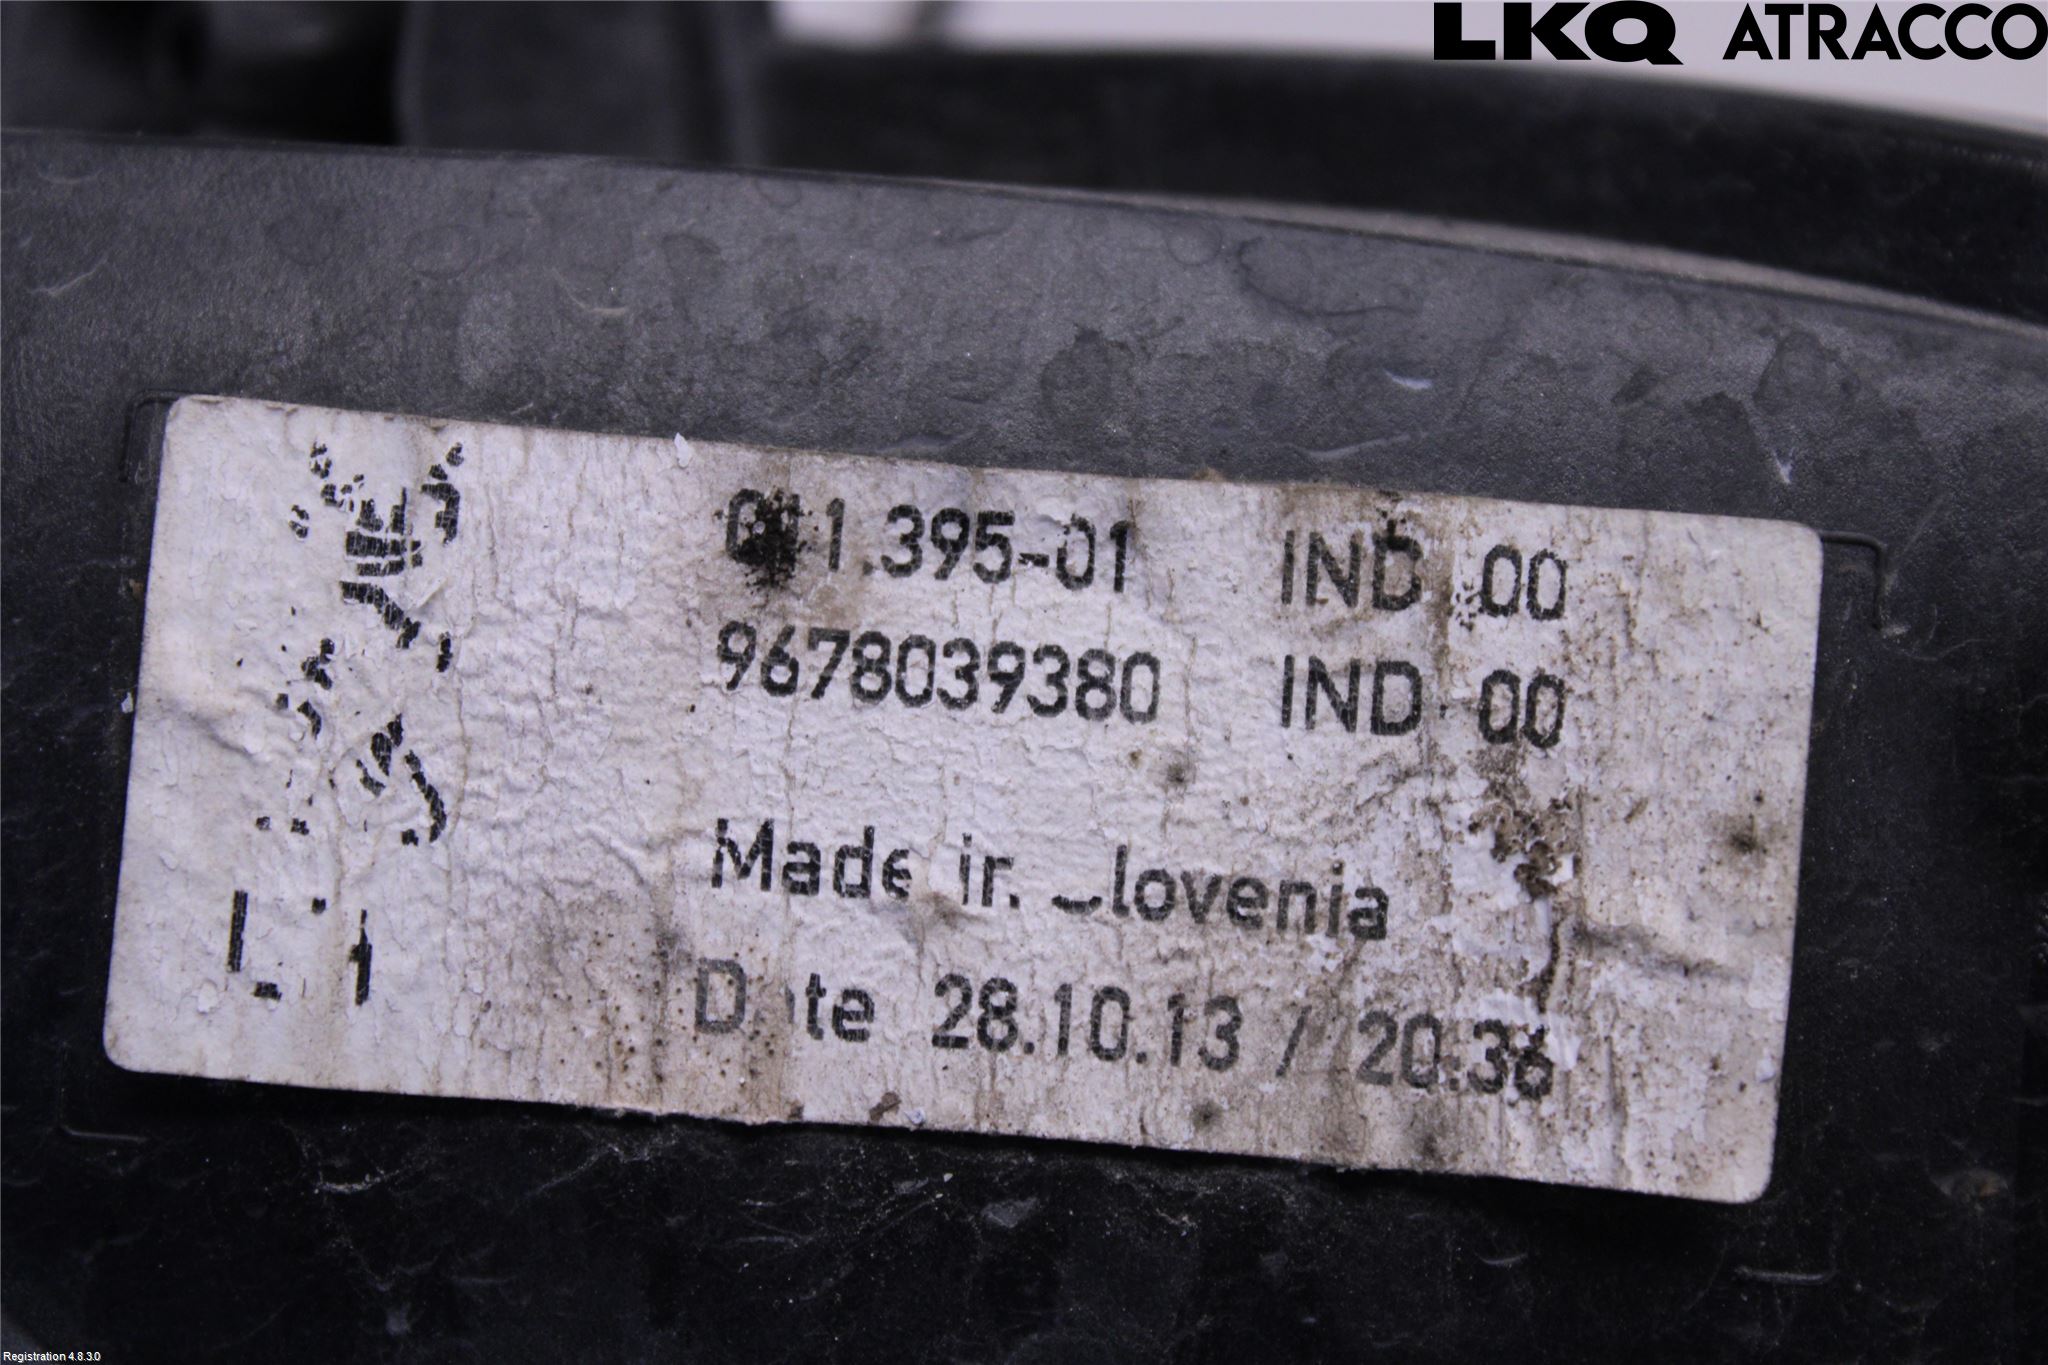 LKQ ATRACCO
1.395-01 IND 00
9678039380 IND 00
Made in Slovenia
Date 28.10.13 / 20:36
Registration 4.8.3.0